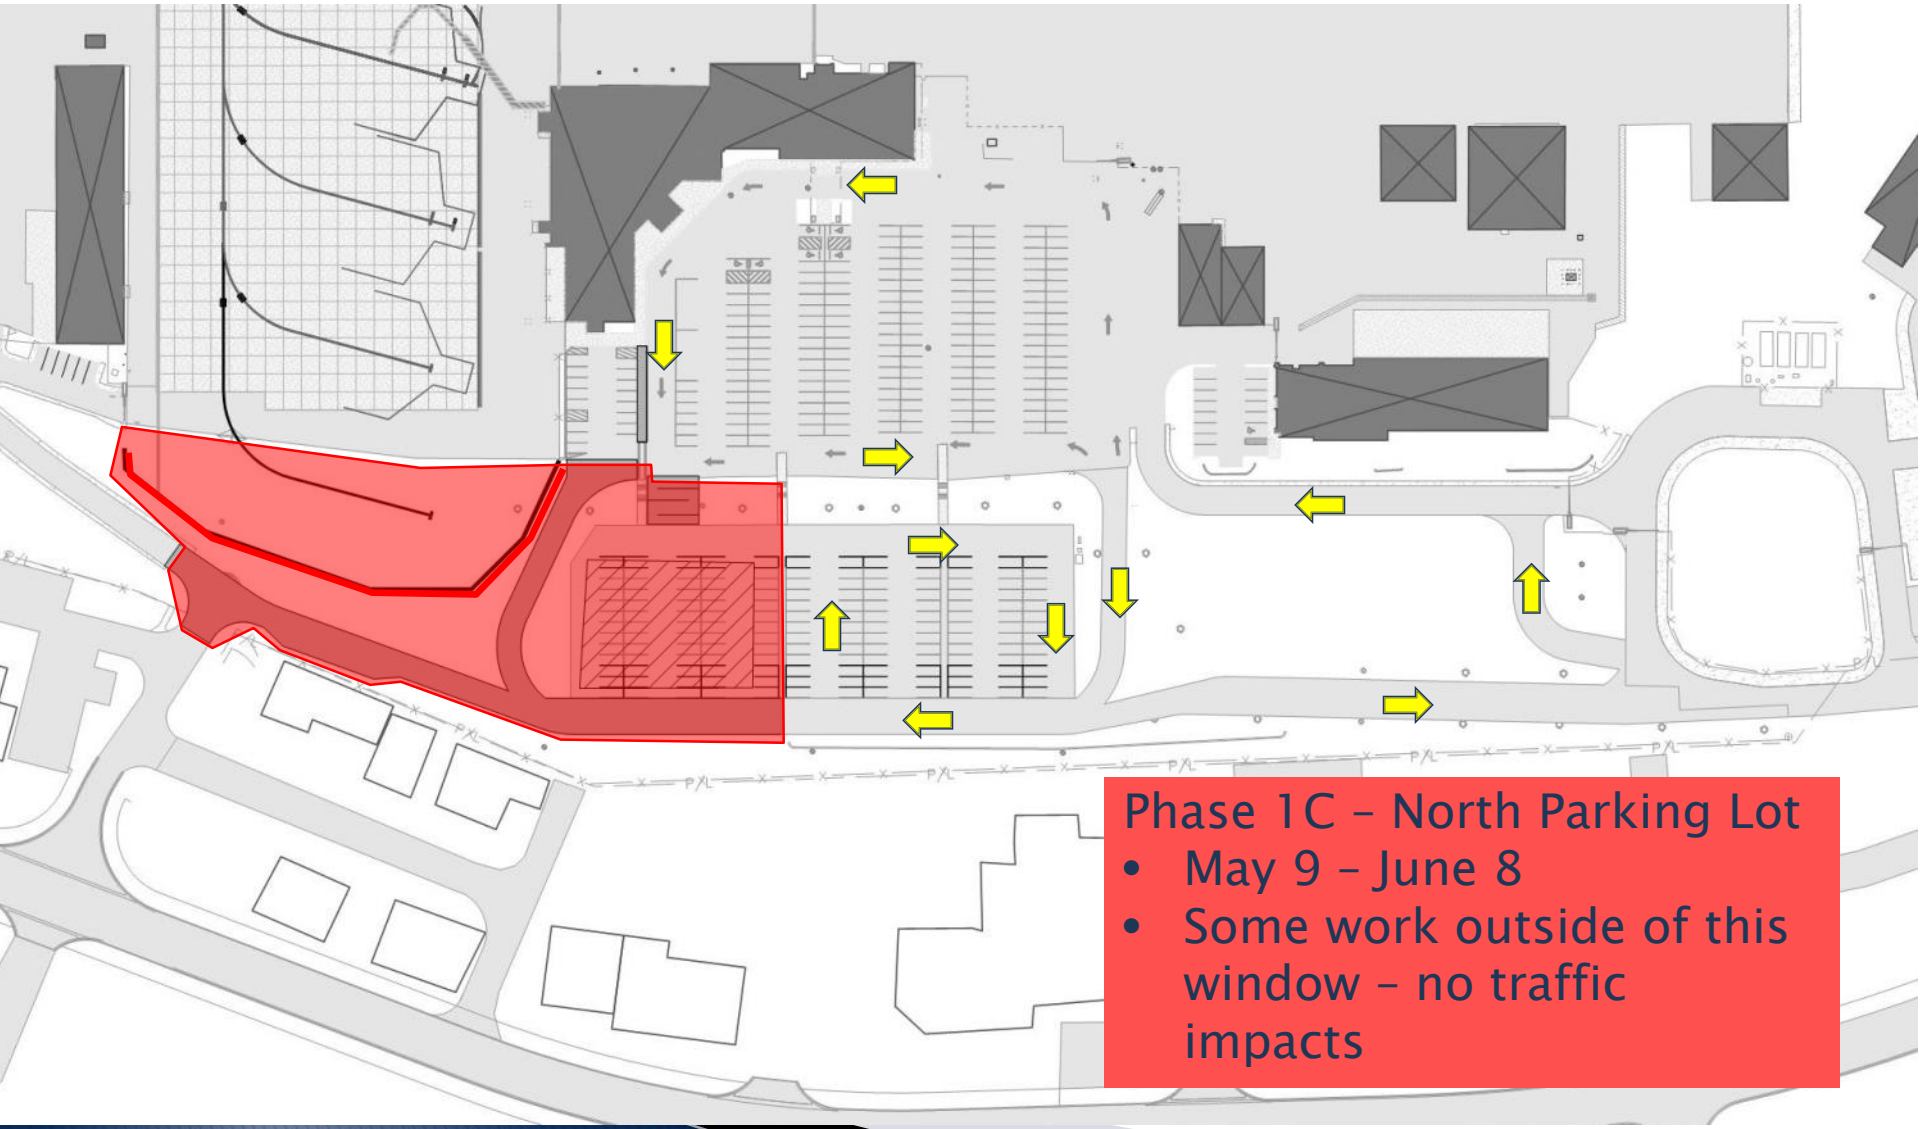 P/L
P/L
P/L
P/L
P/L
P/L
P/L
P/L
P/L
Phase 1C – North Parking Lot
• May 9 – June 8
• Some work outside of this
window – no traffic
impacts